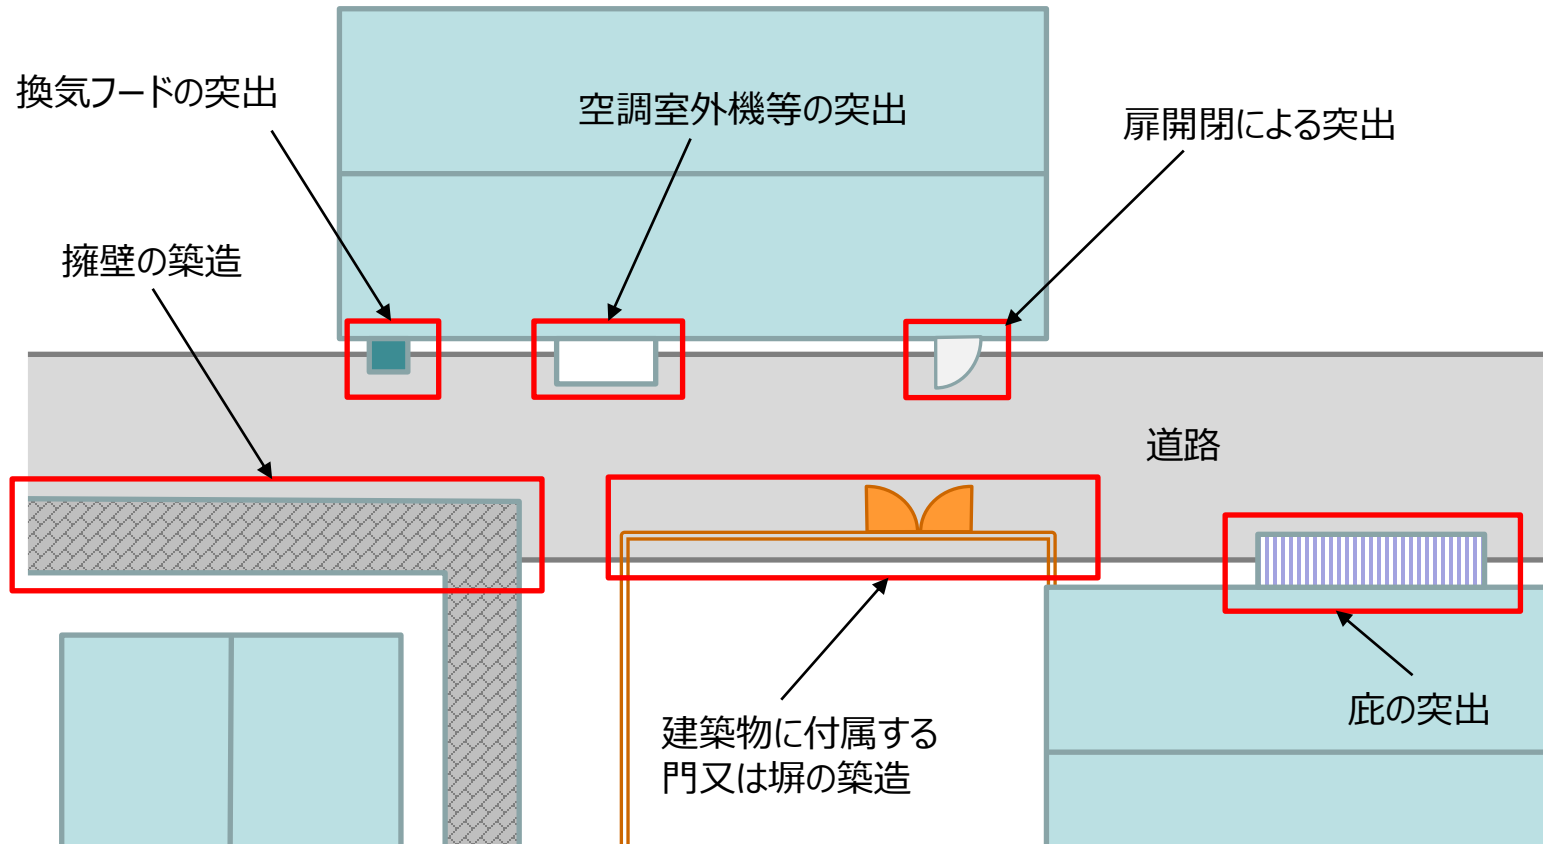 換気フードの突出
空調室外機等の突出
扉開閉による突出
擁壁の築造
道路
建築物に付属する
門又は塀の築造
庇の突出